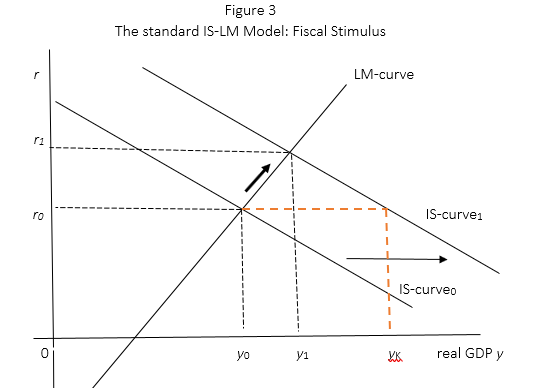 Figure 3
The standard IS-LM Model: Fiscal Stimulus
r
LM-curve
r1
r0
IS-curve1
IS-curve0
0
y0
y1
yK
real GDP y